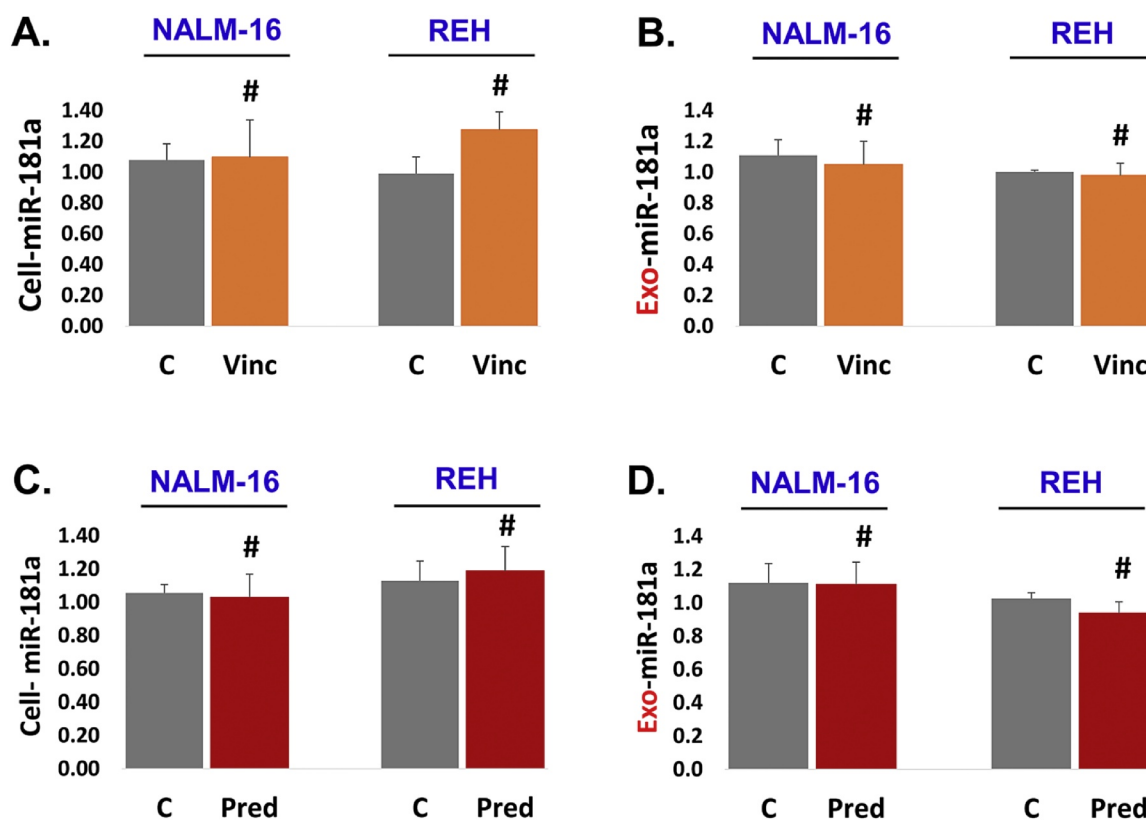 A.
NALM-16 REH
# #
Cell-miR-181a
1.40
1.20
1.00
0.80
0.60
0.40
0.20
0.00
C Vinc C Vinc
B.
NALM-16 REH
# #
Exo-miR-181a
1.4
1.2
1.0
0.8
0.6
0.4
0.2
0.0
C Vinc C Vinc
C.
NALM-16 REH
# #
Cell- miR-181a
1.40
1.20
1.00
0.80
0.60
0.40
0.20
0.00
C Pred C Pred
D.
NALM-16 REH
# #
Exo-miR-181a
1.4
1.2
1.0
0.8
0.6
0.4
0.2
0.0
C Pred C Pred